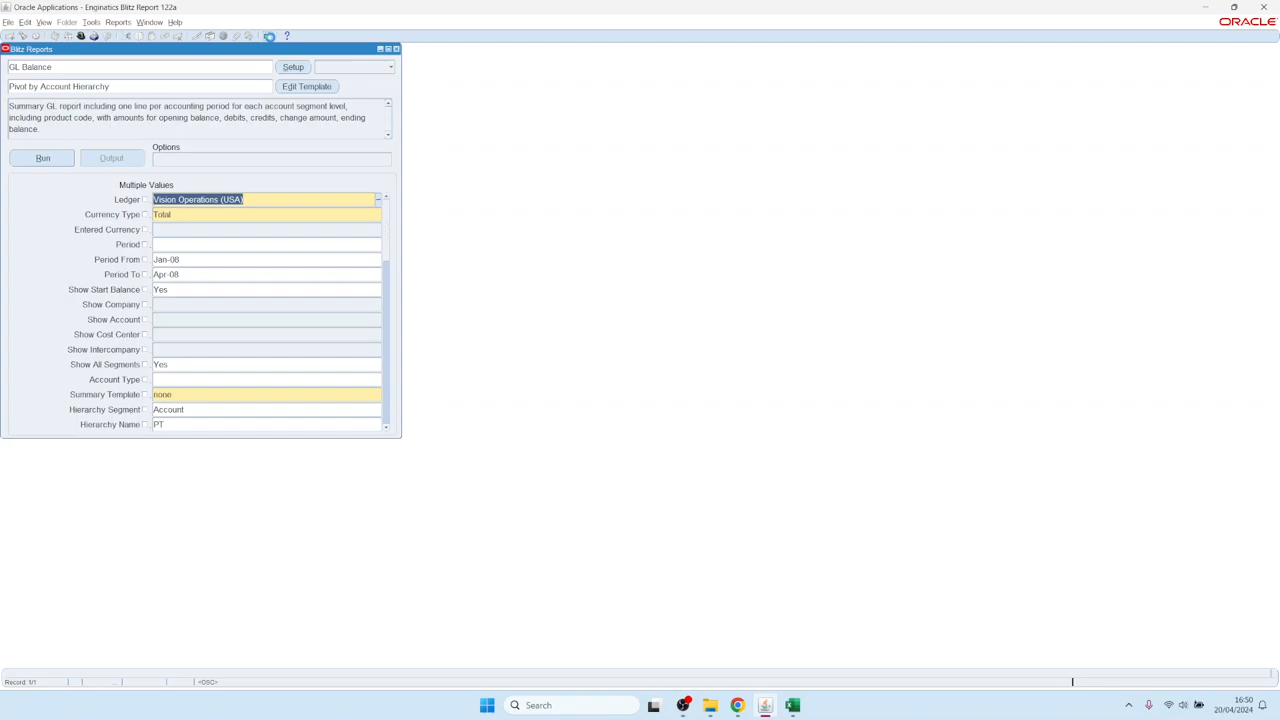 Oracle Applications - Enginatics Blitz Report 122a
File Edit View Folder Tools Reports Window Help
ORACLE
Blitz Reports
GL Balance
Setup
Pivot by Account Hierarchy
Edit Template
Summary GL report including one line per accounting period for each account segment level,
including product code, with amounts for opening balance, debits, credits, change amount, ending
balance.
Options
Run Output
Multiple Values
Ledger Vision Operations (USA)
Currency Type Total
Entered Currency
Period
Period From Jan-08
Period To Apr-08
Show Start Balance Yes
Show Company
Show Account
Show Cost Center
Show Intercompany
Show All Segments Yes
Account Type
Summary Template none
Hierarchy Segment Account
Hierarchy Name PT
Record: 1/1 ... <OSC>
Search
16:50
20/04/2024